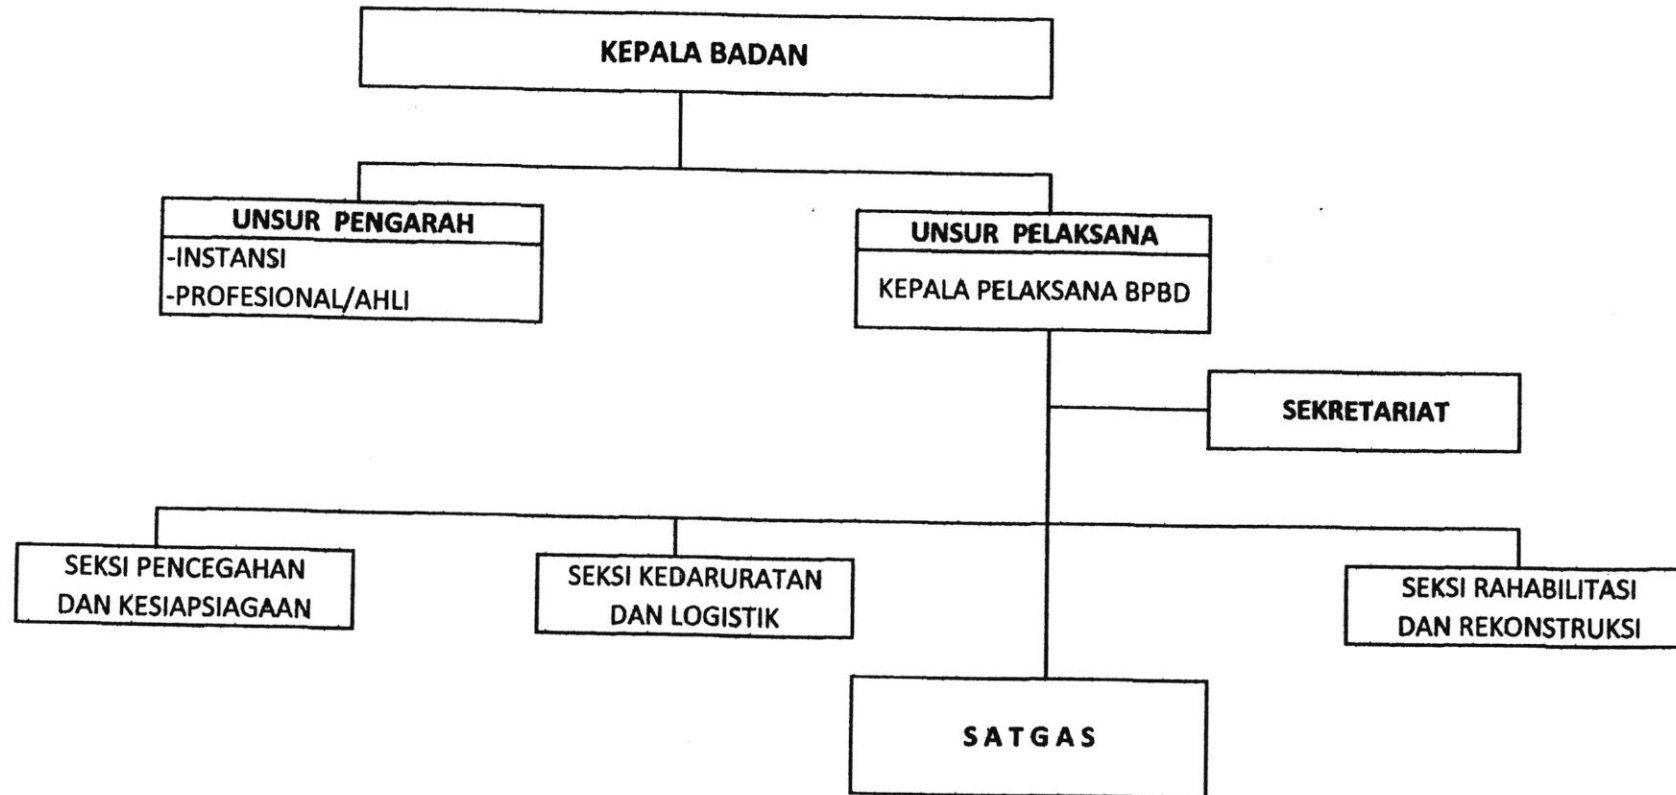 KEPALA BADAN
UNSUR PENGARAH
-INSTANSI
-PROFESIONAL/AHLI
UNSUR PELAKSANA
KEPALA PELAKSANA BPBD
SEKRETARIAT
SEKSI PENCEGAHAN
DAN KESIAPSIAGAAN
SEKSI KEDARURATAN
DAN LOGISTIK
SEKSI RAHABILITASI
DAN REKONSTRUKSI
S A T G A S